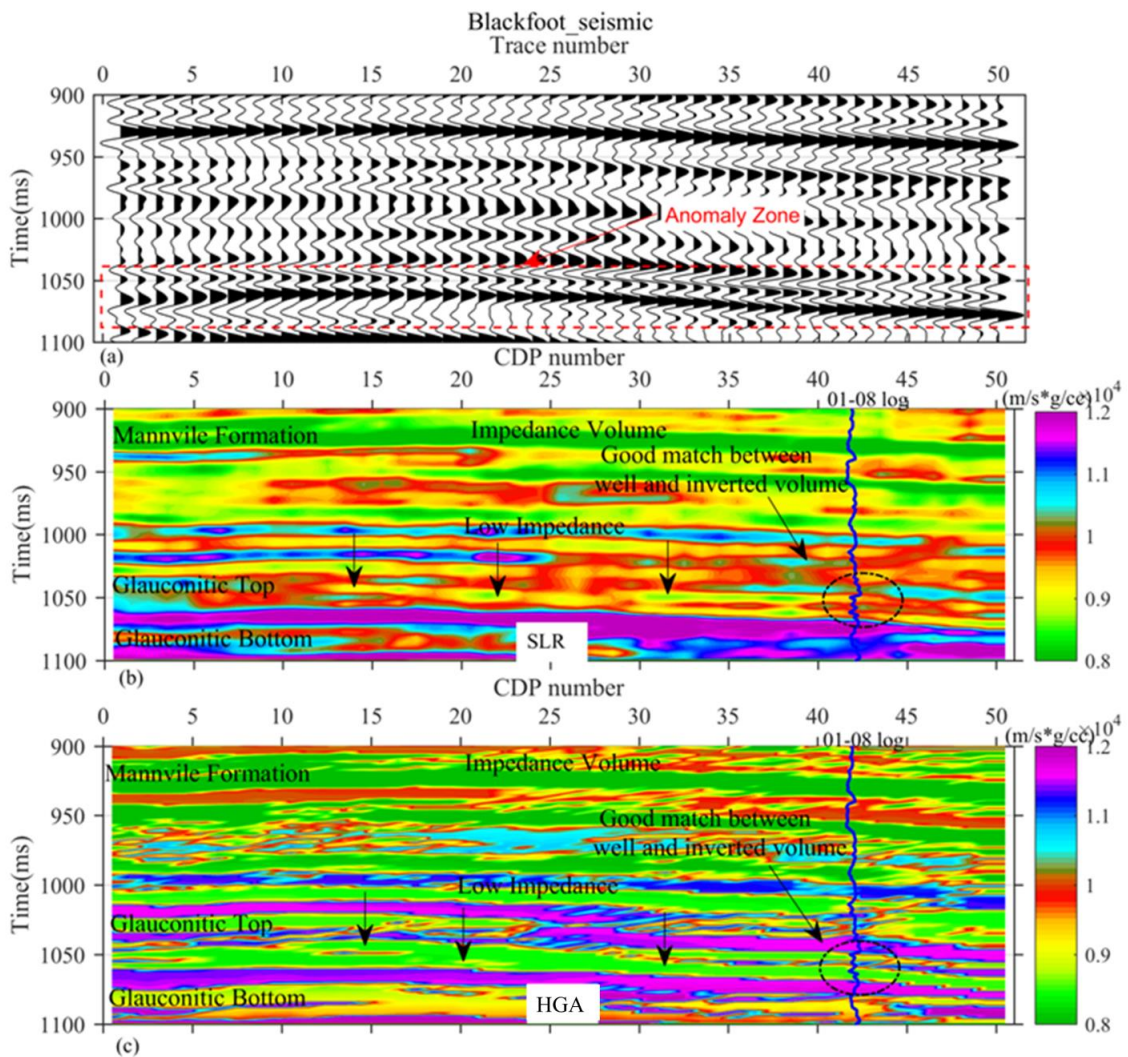 Blackfoot_seismic
Trace number
0 5 10 15 20 25 30 35 40 45 50
900
950
1000
1050
1100
Time(ms)
Anomaly Zone
(a)
CDP number
0 5 10 15 20 25 30 35 40 45 50
01-08 log
(m/s*g/cc)
10^4
900
950
1000
1050
1100
Time(ms)
Mannvile Formation
Impedance Volume
Good match between
well and inverted volume
Low Impedance
Glauconitic Top
Glauconitic Bottom
SLR
1.2
1.1
1
0.9
0.8
(b)
CDP number
0 5 10 15 20 25 30 35 40 45 50
01-08 log
(m/s*g/cc)
×10^4
900
950
1000
1050
1100
Time(ms)
Mannvile Formation
Impedance Volume
Good match between
well and inverted volume
Low Impedance
Glauconitic Top
Glauconitic Bottom
HGA
1.2
1.1
1
0.9
0.8
(c)